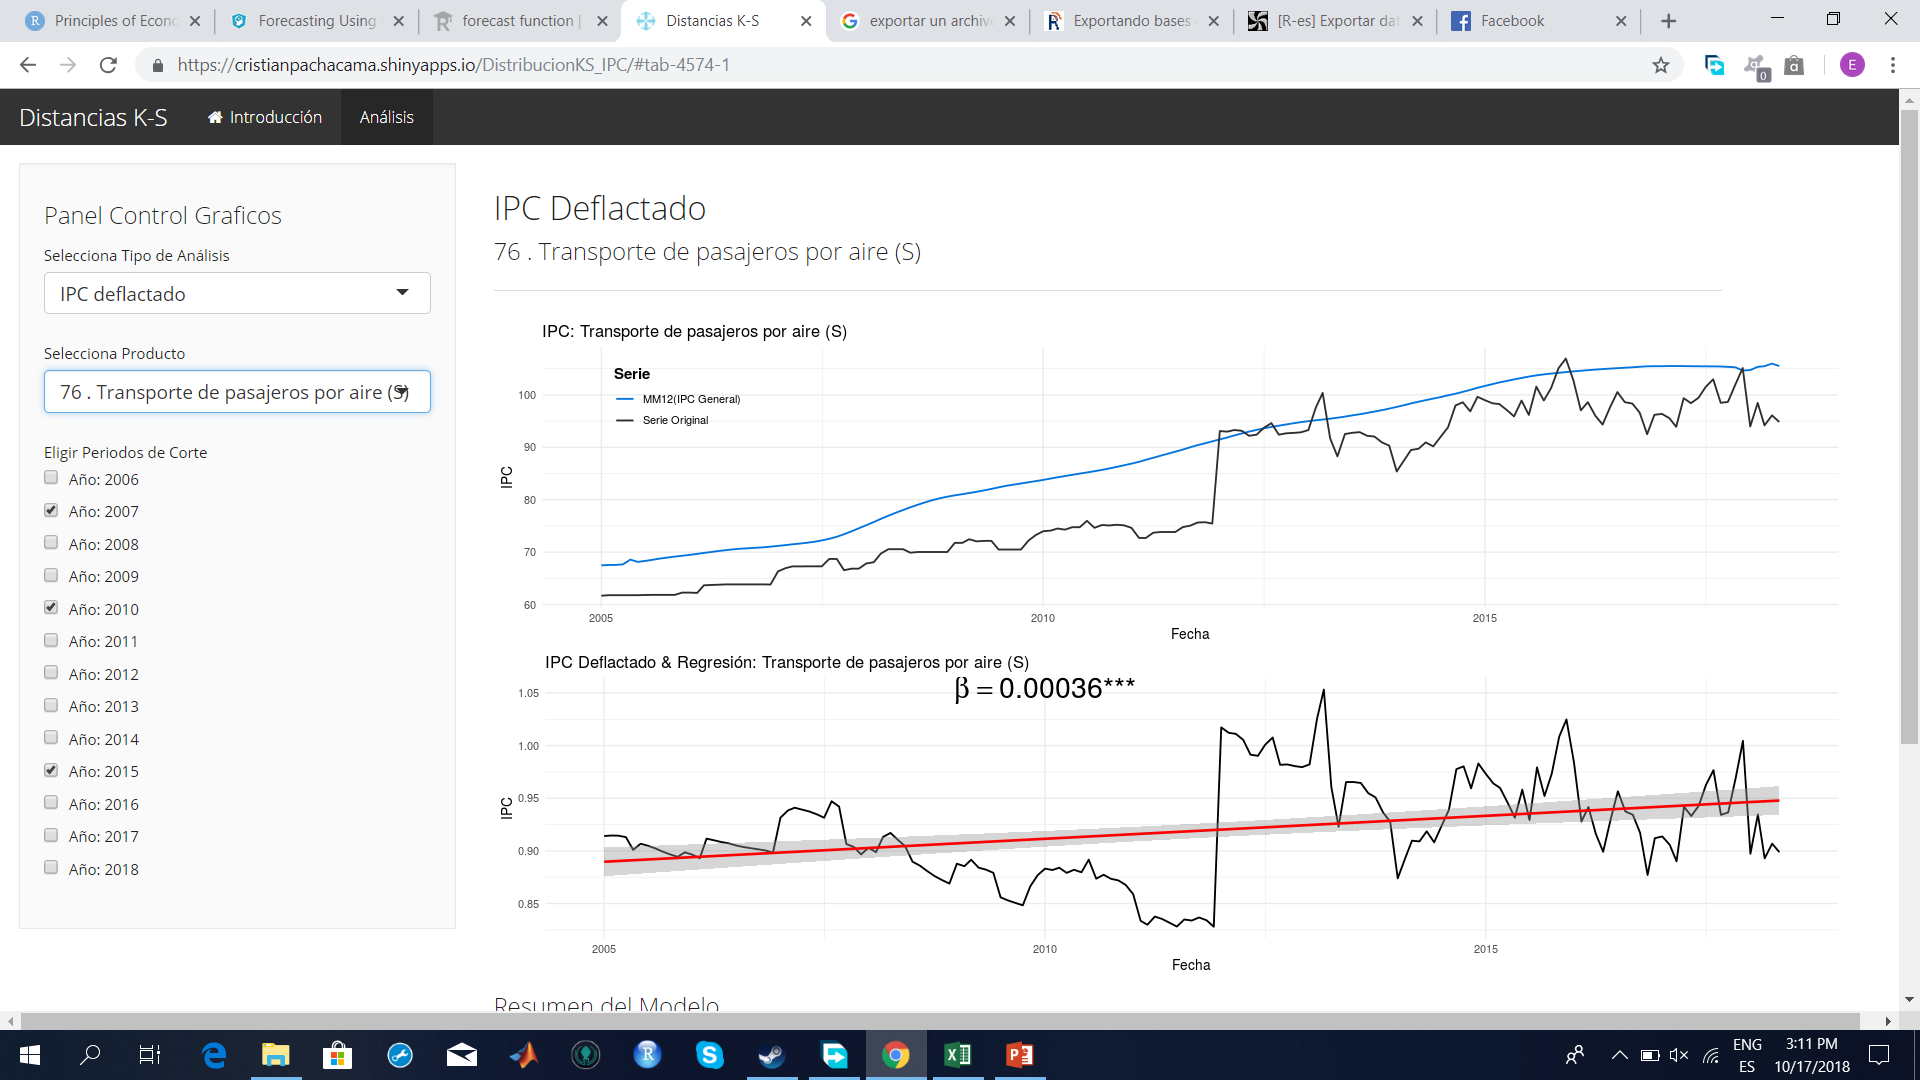 Principles of Econo
Forecasting Using
forecast function |
Distancias K-S
exportar un archiv
Exportando bases
[R-es] Exportar dat
Facebook
https://cristianpachacama.shinyapps.io/DistribucionKS_IPC/#tab-4574-1
0
E
Distancias K-S
Introducción
Análisis
Panel Control Graficos
Selecciona Tipo de Análisis
IPC deflactado
Selecciona Producto
76 . Transporte de pasajeros por aire (S)
Eligir Periodos de Corte
Año: 2006
Año: 2007
Año: 2008
Año: 2009
Año: 2010
Año: 2011
Año: 2012
Año: 2013
Año: 2014
Año: 2015
Año: 2016
Año: 2017
Año: 2018
IPC Deflactado
76 . Transporte de pasajeros por aire (S)
IPC: Transporte de pasajeros por aire (S)
Serie
MM12(IPC General)
Serie Original
IPC
100
90
80
70
60
2005
2010
2015
Fecha
IPC Deflactado & Regresión: Transporte de pasajeros por aire (S)
β = 0.00036***
IPC
1.05
1.00
0.95
0.90
0.85
2005
2010
2015
Fecha
Resumen del Modelo
ENG
ES
3:11 PM
10/17/2018